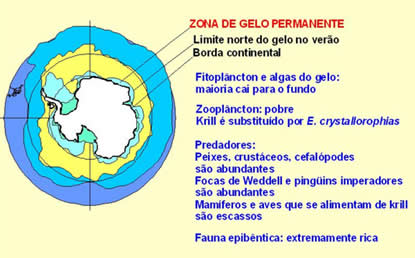 ZONA DE GELO PERMANENTE
Limite norte do gelo no verão
Borda continental
Fitoplâncton e algas do gelo:
maioria cai para o fundo
Zooplâncton: pobre
Krill é substituído por E. crystallorophias
Predadores:
Peixes, crustáceos, cefalópodes
são abundantes
Focas de Weddell e pingüins imperadores
são abundantes
Mamíferos e aves que se alimentam de krill
são escassos
Fauna epibêntica: extremamente rica